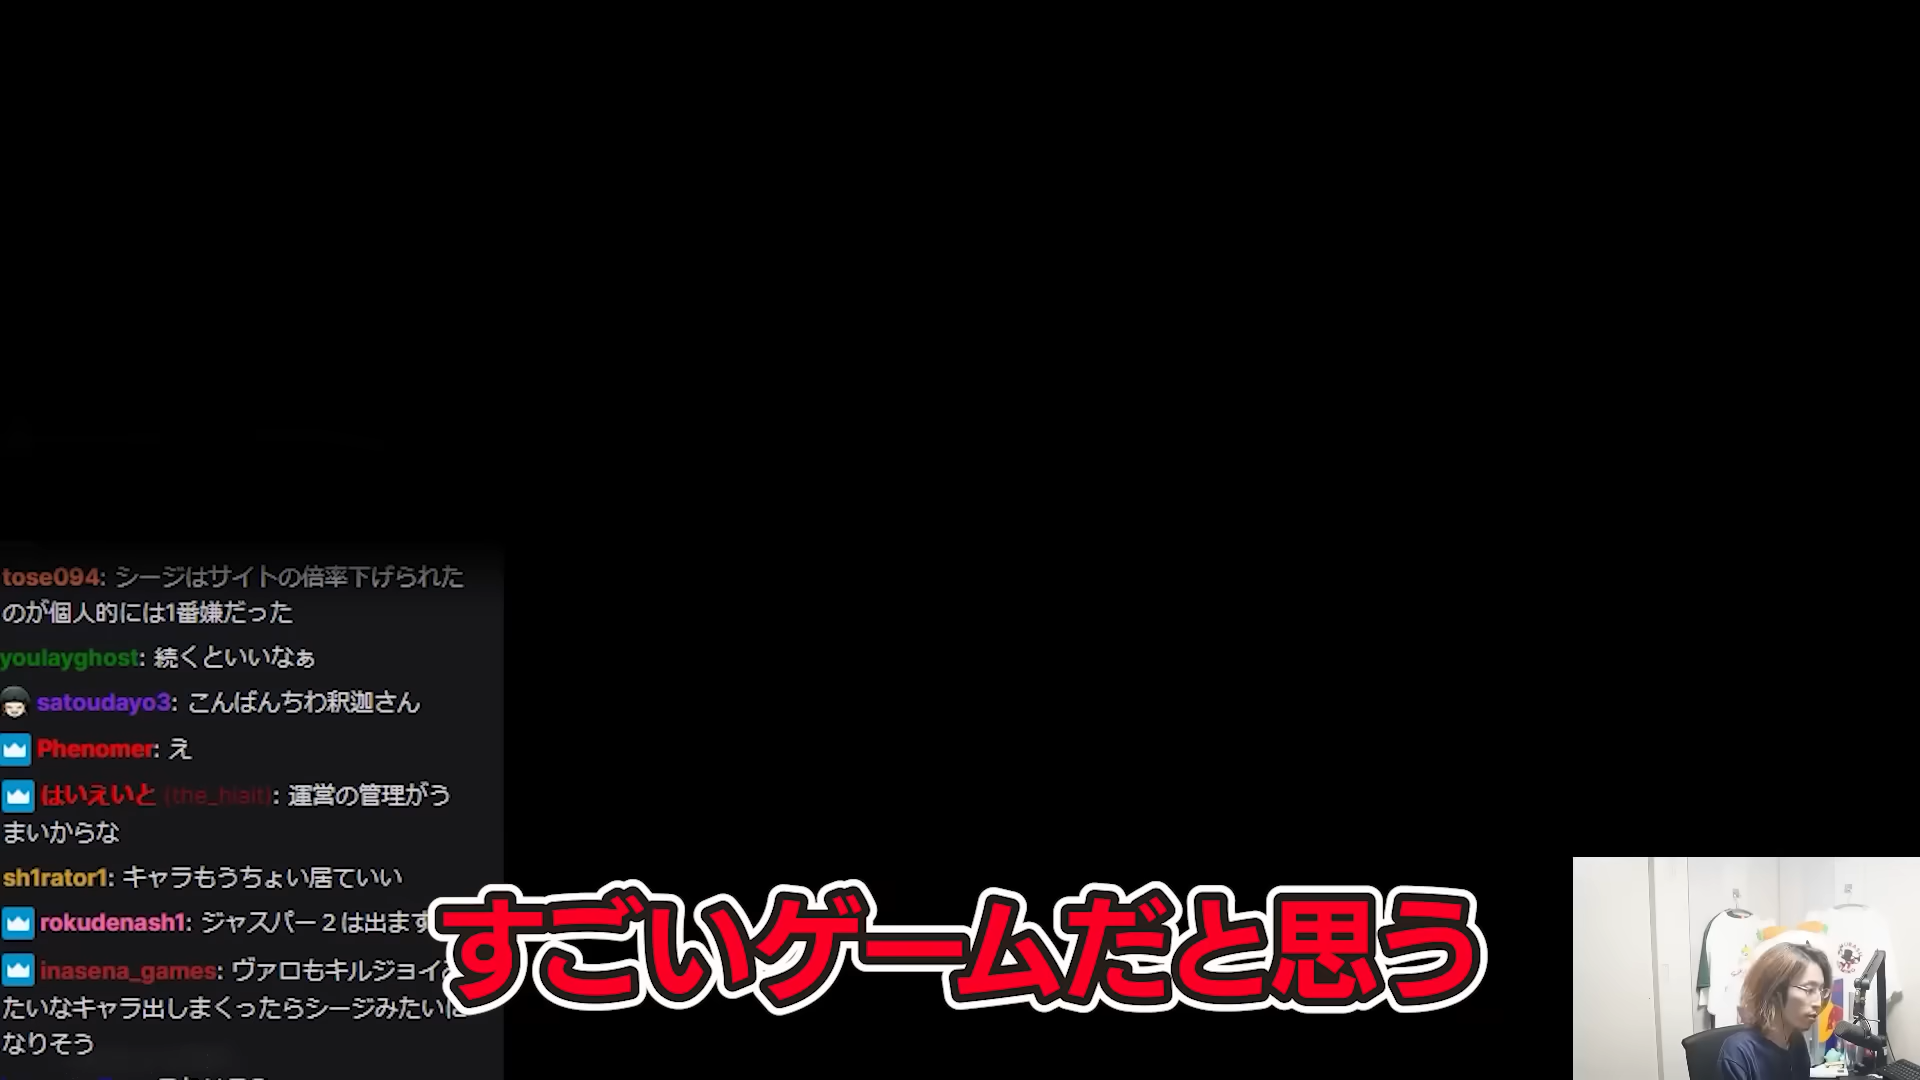 tose094: シージはサイトの倍率下げられた
のが個人的には1番嫌だった
youlayghost: 続くといいなぁ
satoudayo3: こんばんちわ釈迦さん
Phenomer: え
はいえいと (the_hiait): 運営の管理がう
まいからな
sh1rator1: キャラもうちょい居ていい
rokudenash1: ジャスパー２は出ます
inasena_games: ヴァロもキルジョイみ
たいなキャラ出しまくったらシージみたいに
なりそう
すごいゲームだと思う